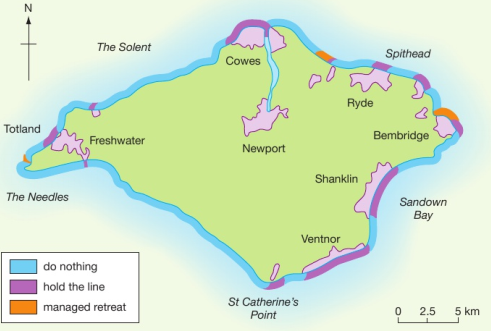 N
The Solent
Cowes
Spithead
Ryde
Totland
Freshwater
Newport
Bembridge
The Needles
Shanklin
Sandown
Bay
Ventnor
do nothing
hold the line
managed retreat
St Catherine's
Point
0 2.5 5 km